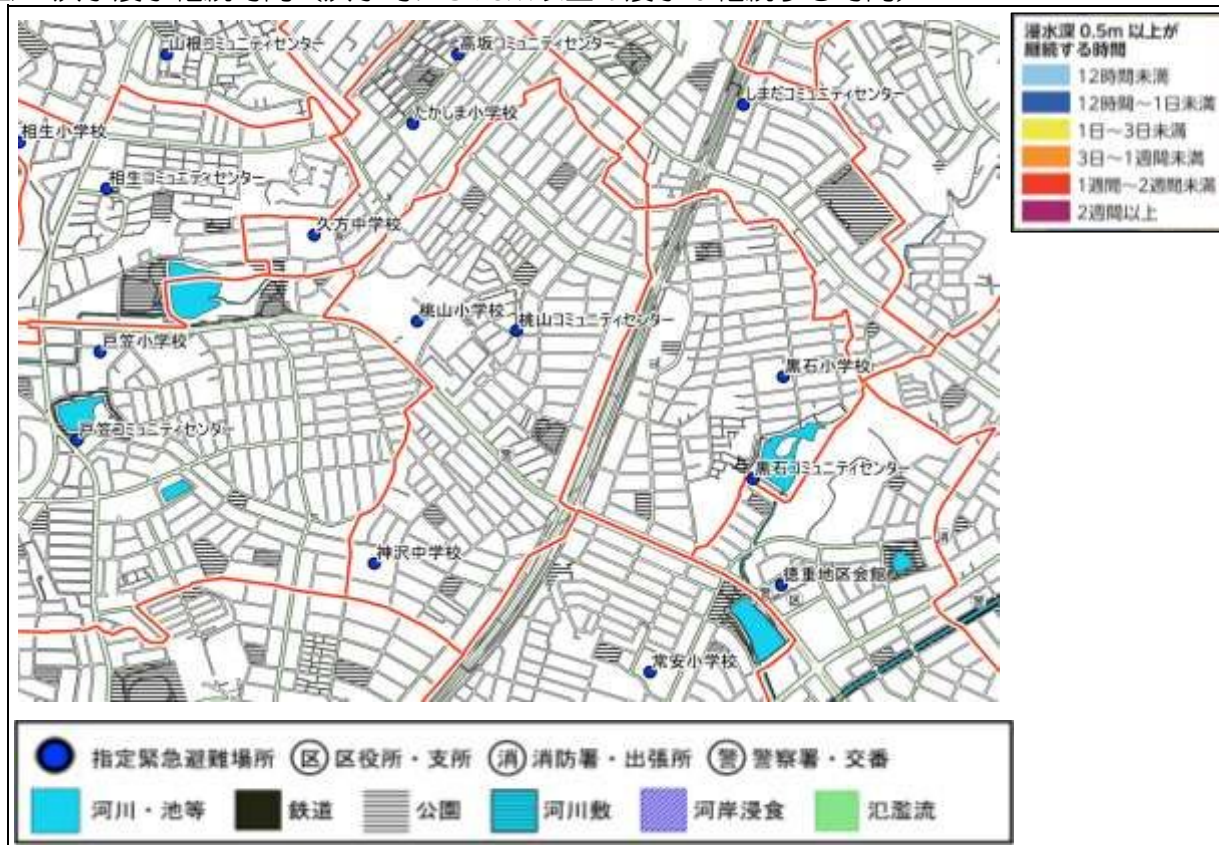 浸水深 0.5m 以上が
継続する時間
12時間未満
12時間～1日未満
1日～3日未満
3日～1週間未満
1週間～2週間未満
2週間以上
山根コミュニティセンター
高坂コミュニティセンター
しまだコミュニティセンター
たかしま小学校
相生小学校
相生コミュニティセンター
久方中学校
桃山小学校
桃山コミュニティセンター
戸笠小学校
黒石小学校
戸笠コミュニティセンター
黒石コミュニティセンター
神沢中学校
徳重地区会館
区
消
常安小学校
指定緊急避難場所 区 区役所・支所 消 消防署・出張所 警 警察署・交番
河川・池等 鉄道 公園 河川敷 河岸浸食 氾濫流